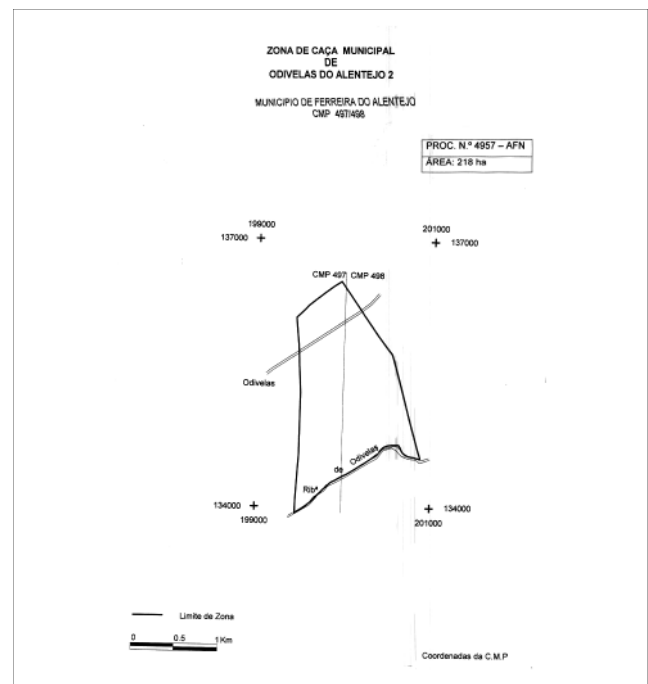 ZONA DE CAÇA MUNICIPAL
DE
ODIVELAS DO ALENTEJO 2
MUNICIPIO DE FERREIRA DO ALENTEJO
CMP 497/498
PROC. N.º 4957 – AFN
ÁREA: 218 ha
199000
137000
201000
137000
CMP 497
CMP 498
Odivelas
Ribª de Odivelas
134000
199000
134000
201000
Limite de Zona
0 0.5 1 Km
Coordenadas da C.M.P